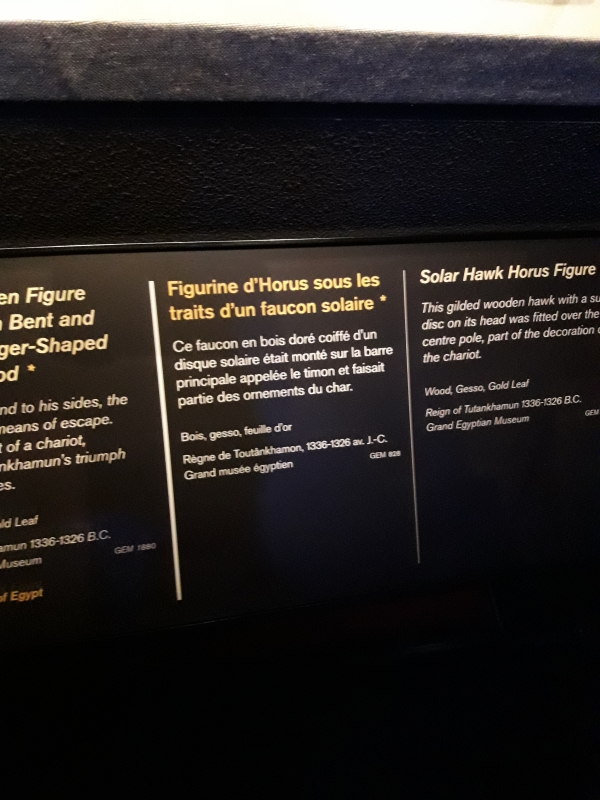 en Figure
Bent and
ger-Shaped
od *
nd to his sides, the
means of escape.
t of a chariot,
nkhamun's triumph
es.
ld Leaf
amun 1336-1326 B.C.
GEM 1880
Museum
of Egypt
Figurine d'Horus sous les
traits d'un faucon solaire *
Ce faucon en bois doré coiffé d'un
disque solaire était monté sur la barre
principale appelée le timon et faisait
partie des ornements du char.
Bois, gesso, feuille d'or
Règne de Toutânkhamon, 1336-1326 av. J.-C.
Grand musée égyptien
GEM 828
Solar Hawk Horus Figure
This gilded wooden hawk with a su
disc on its head was fitted over the
centre pole, part of the decoration o
the chariot.
Wood, Gesso, Gold Leaf
Reign of Tutankhamun 1336-1326 B.C.
Grand Egyptian Museum
GEM